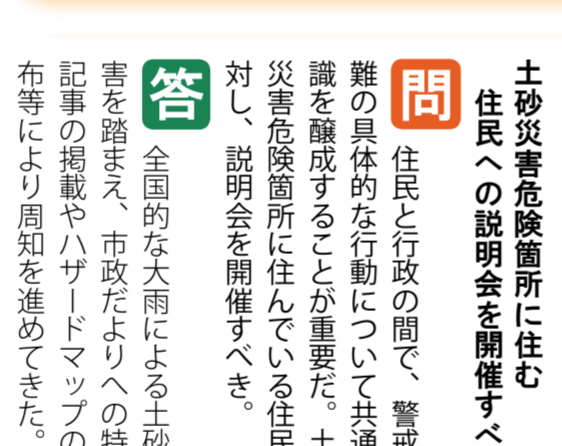 土砂災害危険箇所に住む
住民への説明会を開催すべ
問
住民と行政の間で、警戒
難の具体的な行動について共通
識を醸成することが重要だ。土
災害危険箇所に住んでいる住民
対し、説明会を開催すべき。
答
全国的な大雨による土砂
害を踏まえ、市政だよりへの特
記事の掲載やハザードマップの
布等により周知を進めてきた。